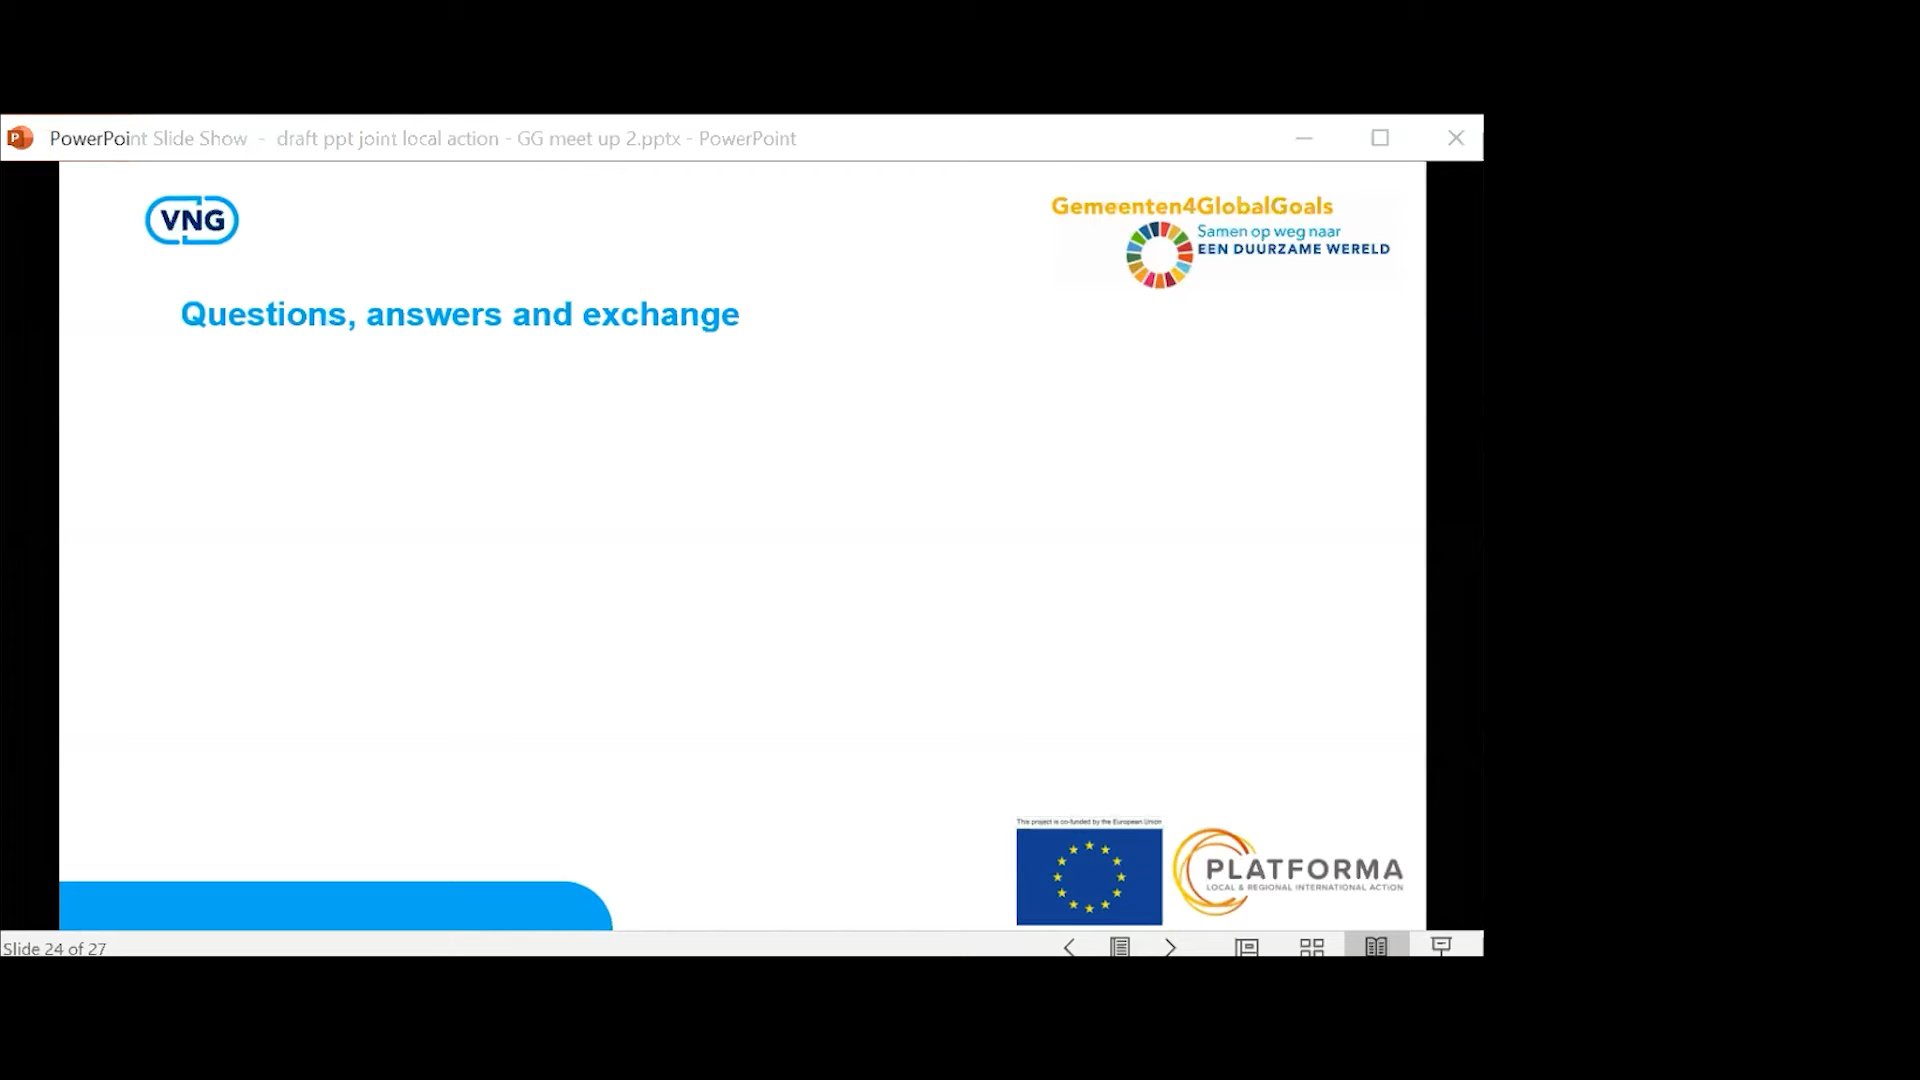 PowerPoint Slide Show - draft ppt joint local action - GG meet up 2.pptx - PowerPoint
VNG
Gemeenten4GlobalGoals
Samen op weg naar
EEN DUURZAME WERELD
Questions, answers and exchange
This project is co-funded by the European Union
PLATFORMA
LOCAL & REGIONAL INTERNATIONAL ACTION
Slide 24 of 27